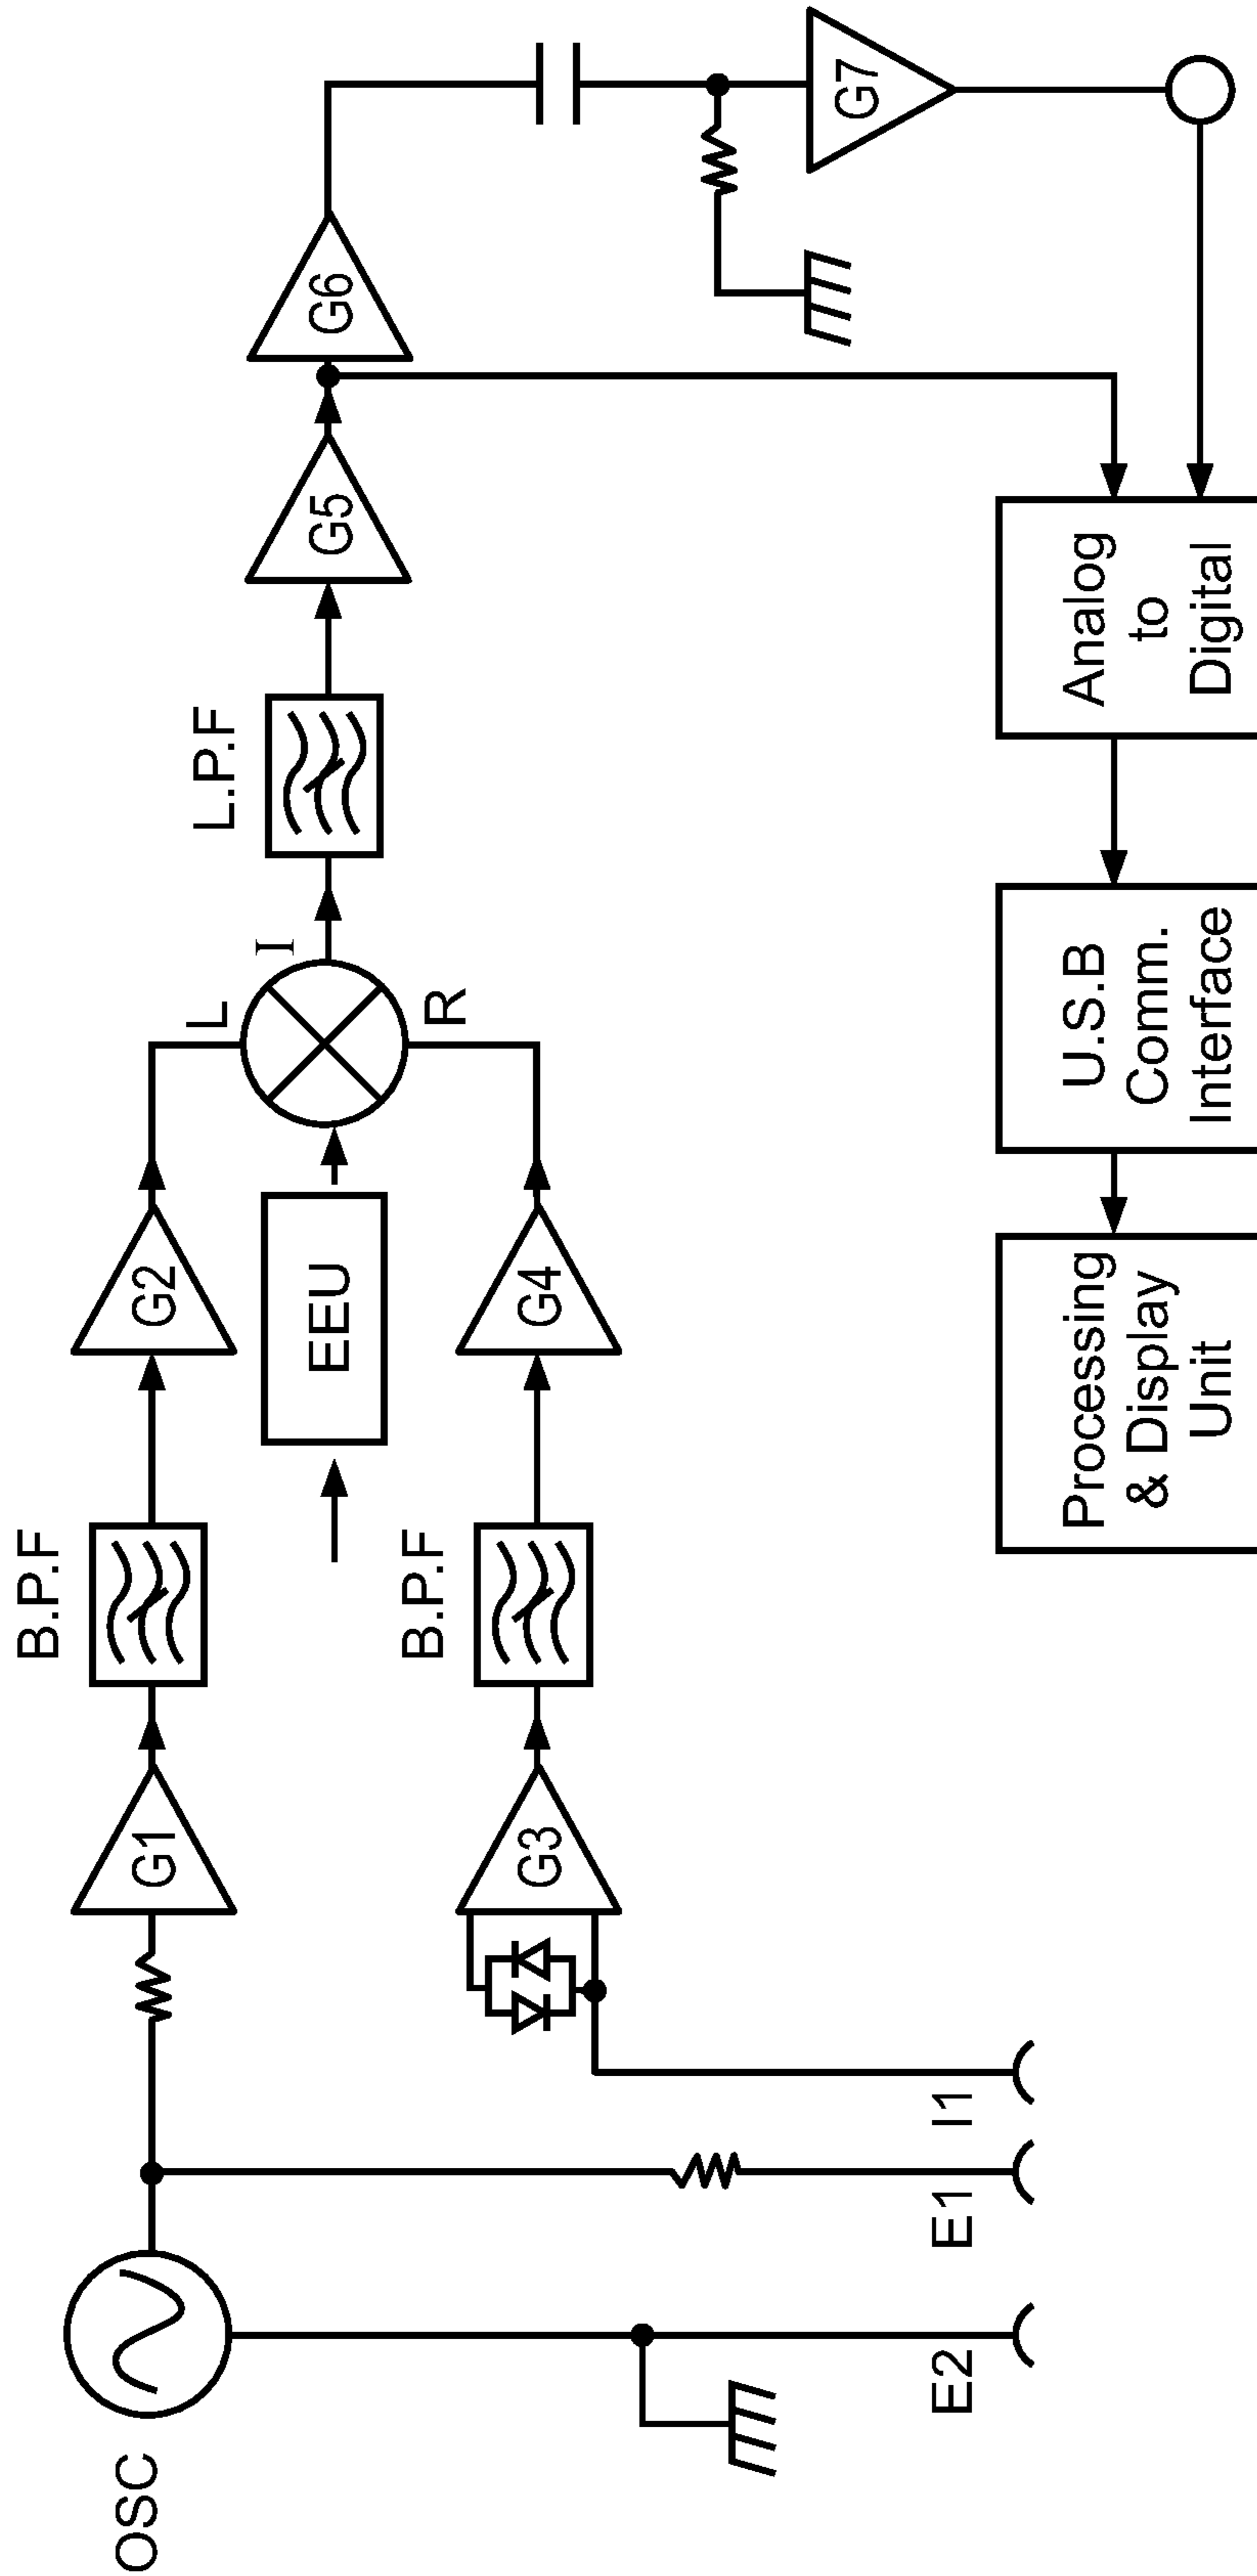 OSC
G1
B.P.F
G2
L
I
R
EEU
G3
B.P.F
G4
L.P.F
G5
G6
G7
E2
E1
I1
Processing
& Display
Unit
U.S.B
Comm.
Interface
Analog
to
Digital